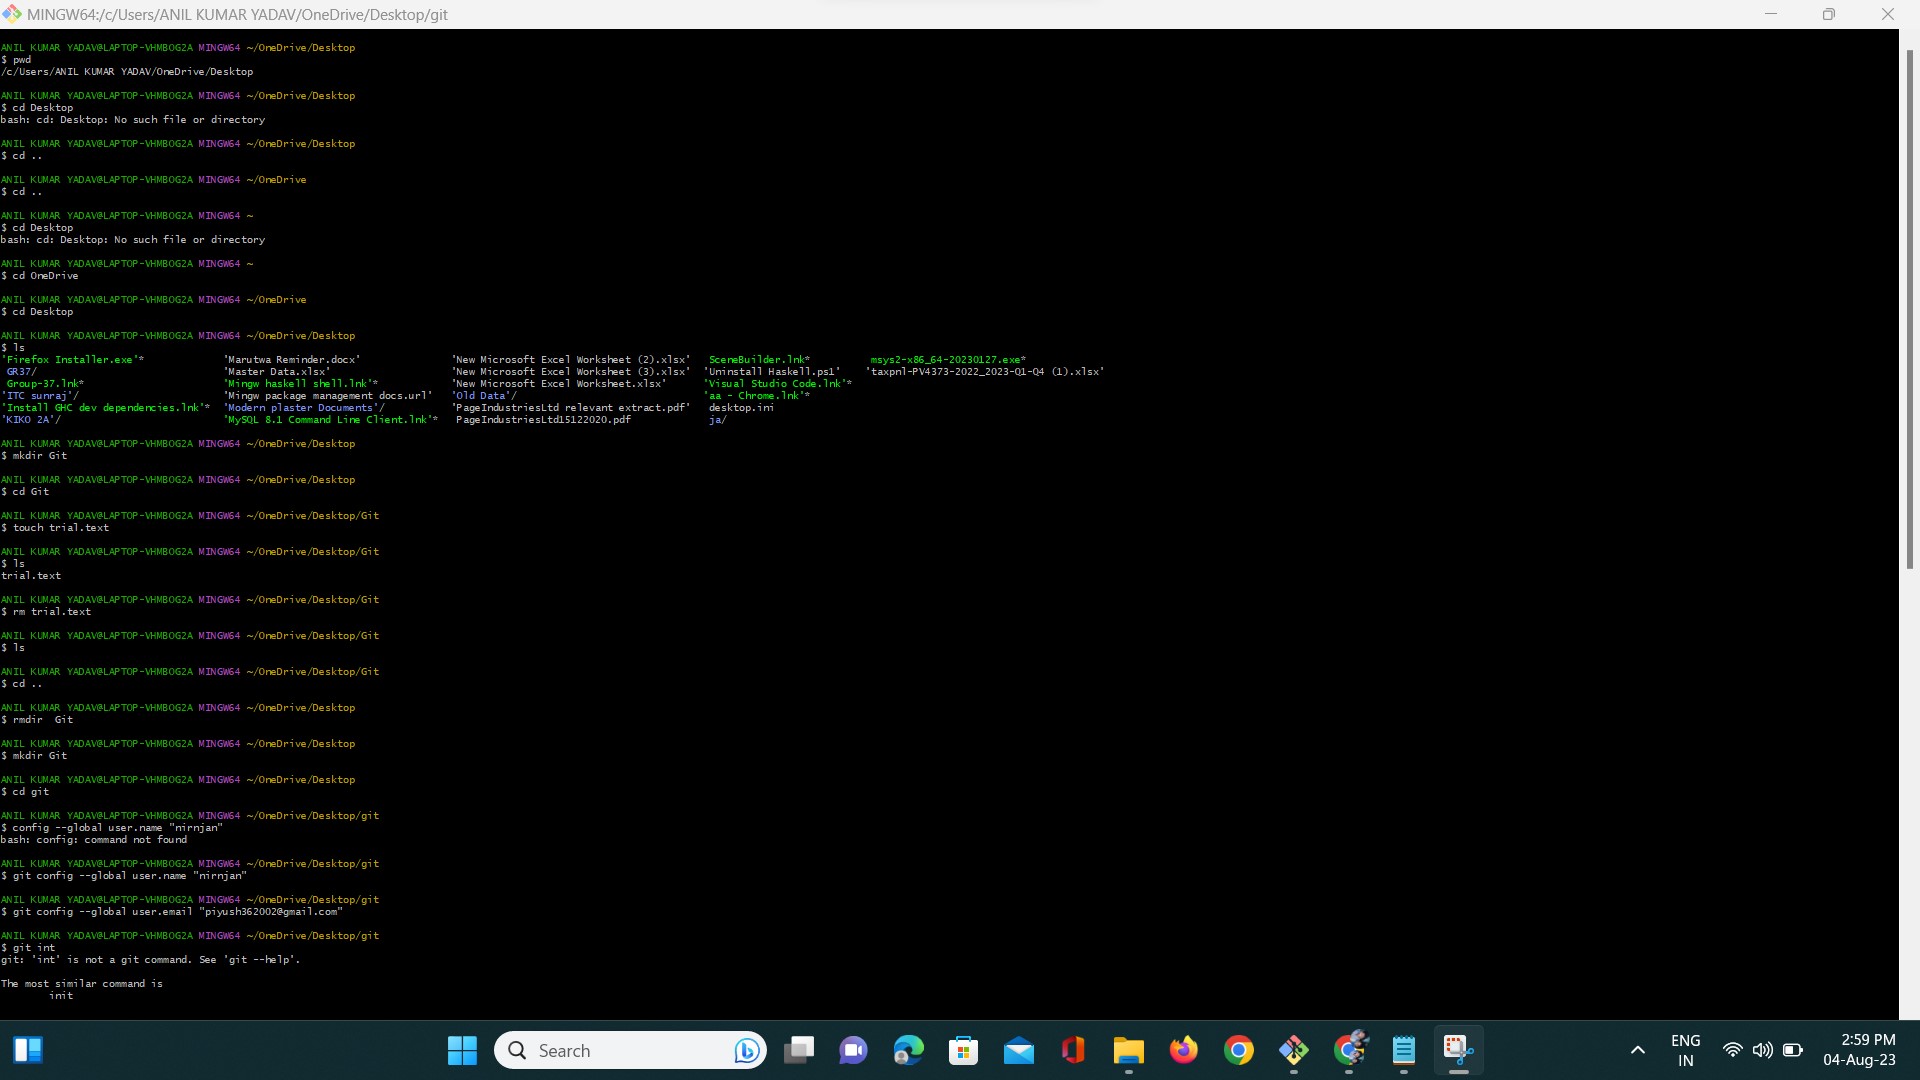 MINGW64:/c/Users/ANIL KUMAR YADAV/OneDrive/Desktop/git
ANIL KUMAR YADAV@LAPTOP-VHMBOG2A MINGW64 ~/OneDrive/Desktop
$ pwd
/c/Users/ANIL KUMAR YADAV/OneDrive/Desktop
ANIL KUMAR YADAV@LAPTOP-VHMBOG2A MINGW64 ~/OneDrive/Desktop
$ cd Desktop
bash: cd: Desktop: No such file or directory
ANIL KUMAR YADAV@LAPTOP-VHMBOG2A MINGW64 ~/OneDrive/Desktop
$ cd ..
ANIL KUMAR YADAV@LAPTOP-VHMBOG2A MINGW64 ~/OneDrive
$ cd ..
ANIL KUMAR YADAV@LAPTOP-VHMBOG2A MINGW64 ~
$ cd Desktop
bash: cd: Desktop: No such file or directory
ANIL KUMAR YADAV@LAPTOP-VHMBOG2A MINGW64 ~
$ cd OneDrive
ANIL KUMAR YADAV@LAPTOP-VHMBOG2A MINGW64 ~/OneDrive
$ cd Desktop
ANIL KUMAR YADAV@LAPTOP-VHMBOG2A MINGW64 ~/OneDrive/Desktop
$ ls
'Firefox Installer.exe'* 'Marutwa Reminder.docx' 'New Microsoft Excel Worksheet (2).xlsx' SceneBuilder.lnk* msys2-x86_64-20230127.exe*
GR37/ 'Master Data.xlsx' 'New Microsoft Excel Worksheet (3).xlsx' 'Uninstall Haskell.ps1' 'taxpnl-PV4373-2022_2023-Q1-Q4 (1).xlsx'
Group-37.lnk* 'Mingw haskell shell.lnk'* 'New Microsoft Excel Worksheet.xlsx' 'Visual Studio Code.lnk'*
'ITC sunraj'/ 'Mingw package management docs.url' 'Old Data'/ 'aa - Chrome.lnk'*
'Install GHC dev dependencies.lnk'* 'Modern plaster Documents'/ 'PageIndustriesLtd relevant extract.pdf' desktop.ini
'KIKO 2A'/ 'MySQL 8.1 Command Line Client.lnk'* PageIndustriesLtd15122020.pdf ja/
ANIL KUMAR YADAV@LAPTOP-VHMBOG2A MINGW64 ~/OneDrive/Desktop
$ mkdir Git
ANIL KUMAR YADAV@LAPTOP-VHMBOG2A MINGW64 ~/OneDrive/Desktop
$ cd Git
ANIL KUMAR YADAV@LAPTOP-VHMBOG2A MINGW64 ~/OneDrive/Desktop/Git
$ touch trial.text
ANIL KUMAR YADAV@LAPTOP-VHMBOG2A MINGW64 ~/OneDrive/Desktop/Git
$ ls
trial.text
ANIL KUMAR YADAV@LAPTOP-VHMBOG2A MINGW64 ~/OneDrive/Desktop/Git
$ rm trial.text
ANIL KUMAR YADAV@LAPTOP-VHMBOG2A MINGW64 ~/OneDrive/Desktop/Git
$ ls
ANIL KUMAR YADAV@LAPTOP-VHMBOG2A MINGW64 ~/OneDrive/Desktop/Git
$ cd ..
ANIL KUMAR YADAV@LAPTOP-VHMBOG2A MINGW64 ~/OneDrive/Desktop
$ rmdir  Git
ANIL KUMAR YADAV@LAPTOP-VHMBOG2A MINGW64 ~/OneDrive/Desktop
$ mkdir Git
ANIL KUMAR YADAV@LAPTOP-VHMBOG2A MINGW64 ~/OneDrive/Desktop
$ cd git
ANIL KUMAR YADAV@LAPTOP-VHMBOG2A MINGW64 ~/OneDrive/Desktop/git
$ config --global user.name "nirnjan"
bash: config: command not found
ANIL KUMAR YADAV@LAPTOP-VHMBOG2A MINGW64 ~/OneDrive/Desktop/git
$ git config --global user.name "nirnjan"
ANIL KUMAR YADAV@LAPTOP-VHMBOG2A MINGW64 ~/OneDrive/Desktop/git
$ git config --global user.email "piyush362002@gmail.com"
ANIL KUMAR YADAV@LAPTOP-VHMBOG2A MINGW64 ~/OneDrive/Desktop/git
$ git int
git: 'int' is not a git command. See 'git --help'.
The most similar command is
init
Search
ENG
IN
2:59 PM
04-Aug-23